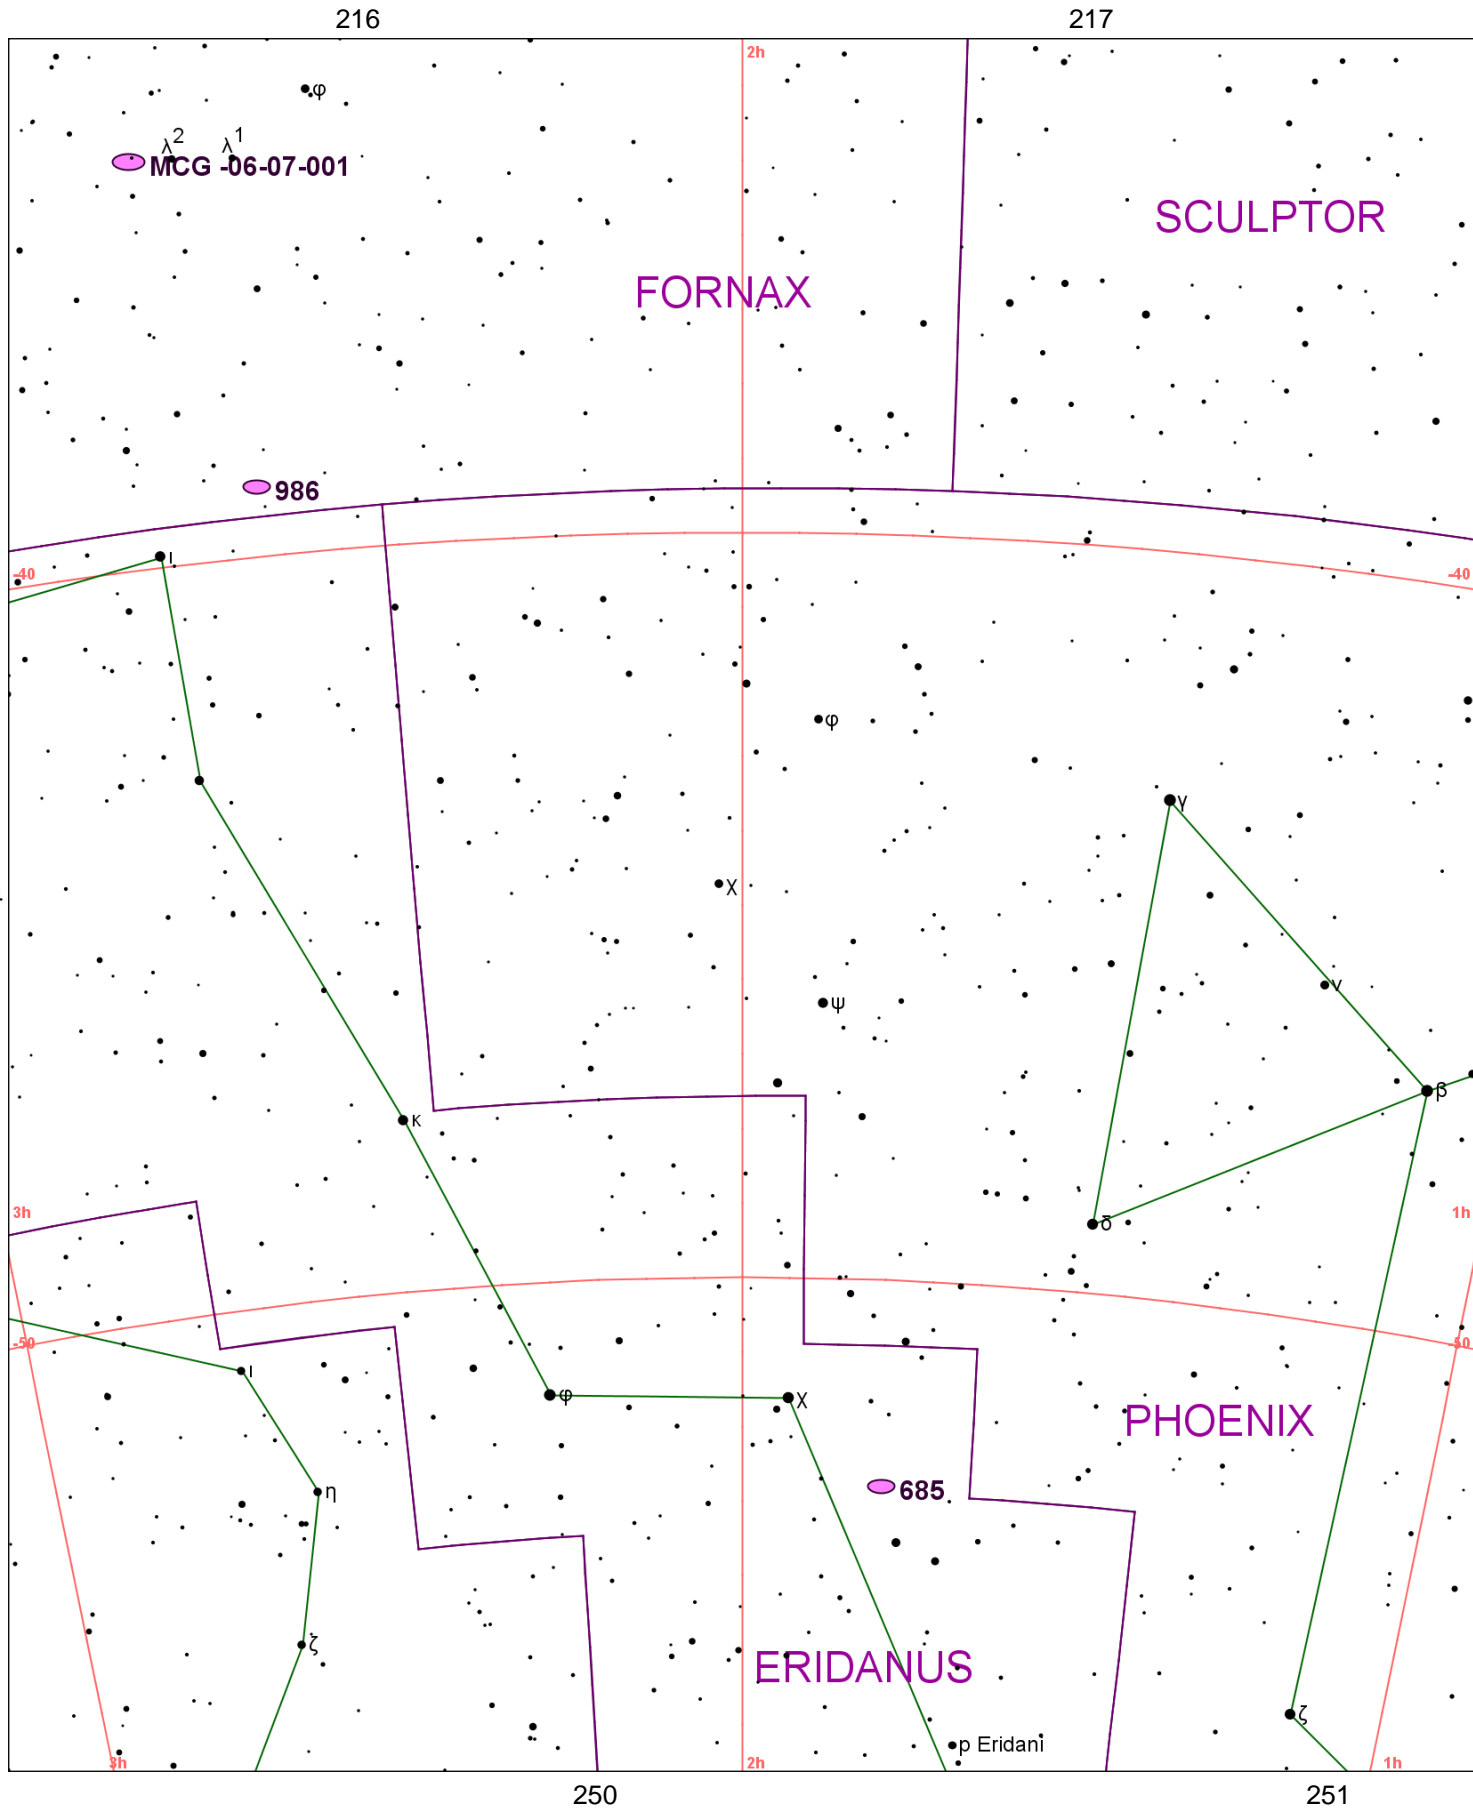 216
217
2h
φ
λ2
λ1
MCG -06-07-001
SCULPTOR
FORNAX
986
ι
-40
-40
φ
γ
χ
ν
ψ
β
κ
3h
1h
δ
-50
-50
ι
φ
χ
PHOENIX
685
η
ζ
ERIDANUS
ζ
p Eridani
3h
2h
1h
250
251